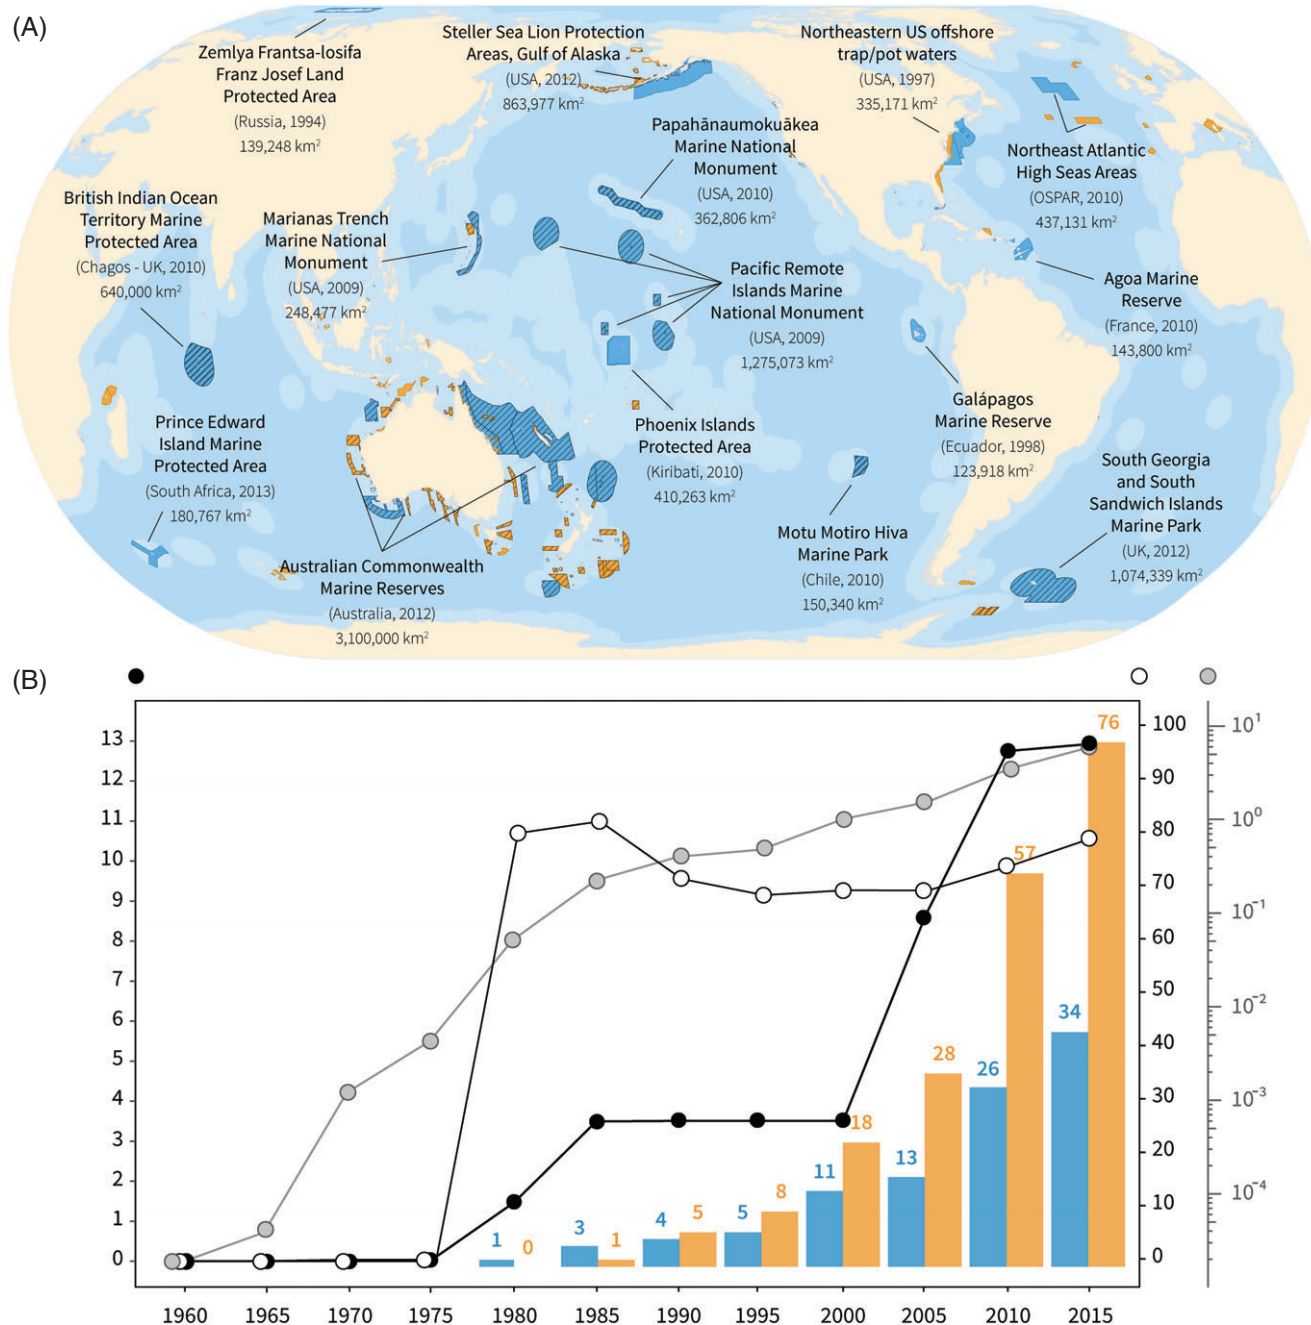 (A)
Zemlya Frantsa-Iosifa
Franz Josef Land
Protected Area
(Russia, 1994)
139,248 km²
Steller Sea Lion Protection
Areas, Gulf of Alaska
(USA, 2012)
863,977 km²
Northeastern US offshore
trap/pot waters
(USA, 1997)
335,171 km²
Papahānaumokuākea
Marine National
Monument
(USA, 2010)
362,806 km²
Northeast Atlantic
High Seas Areas
(OSPAR, 2010)
437,131 km²
British Indian Ocean
Territory Marine
Protected Area
(Chagos - UK, 2010)
640,000 km²
Marianas Trench
Marine National
Monument
(USA, 2009)
248,477 km²
Pacific Remote
Islands Marine
National Monument
(USA, 2009)
1,275,073 km²
Agoa Marine
Reserve
(France, 2010)
143,800 km²
Prince Edward
Island Marine
Protected Area
(South Africa, 2013)
180,767 km²
Phoenix Islands
Protected Area
(Kiribati, 2010)
410,263 km²
Galápagos
Marine Reserve
(Ecuador, 1998)
123,918 km²
South Georgia
and South
Sandwich Islands
Marine Park
(UK, 2012)
1,074,339 km²
Motu Motiro Hiva
Marine Park
(Chile, 2010)
150,340 km²
Australian Commonwealth
Marine Reserves
(Australia, 2012)
3,100,000 km²
(B)
13
12
11
10
9
8
7
6
5
4
3
2
1
0
1
0
3
1
4
5
5
8
11
18
13
28
26
57
34
76
100
90
80
70
60
50
40
30
20
10
0
10¹
10⁰
10⁻¹
10⁻²
10⁻³
10⁻⁴
1960 1965 1970 1975 1980 1985 1990 1995 2000 2005 2010 2015